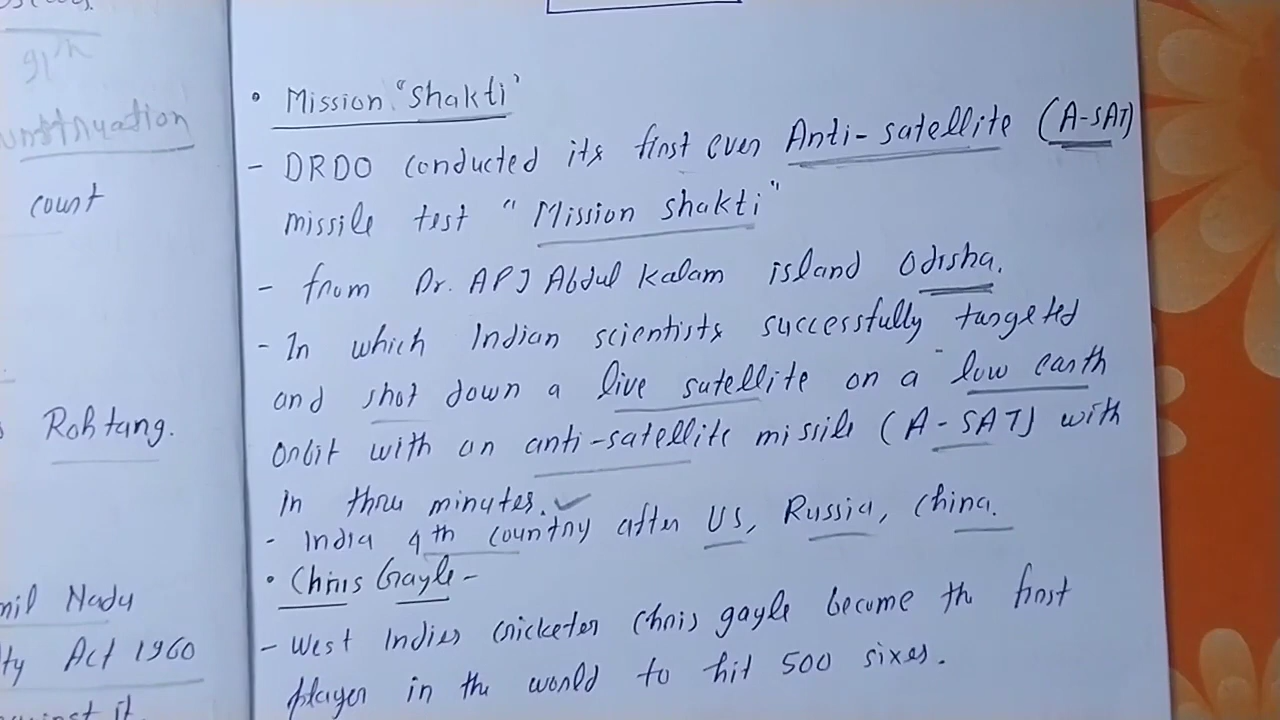 91th
count
Rohtang.
Nadu
Act 1960
• Mission "Shakti"
- DRDO conducted its first ever Anti-satellite (A-SAT)
missile test "Mission Shakti"
- from Dr. APJ Abdul Kalam island Odisha.
- In which Indian scientists successfully targeted
and shot down a live satellite on a low earth
orbit with an anti-satellite missile (A-SAT) with
in three minutes.
- India 4th country after US, Russia, China.
• Chris Gayle-
- West Indies cricketer Chris gayle become the first
player in the world to hit 500 sixes.